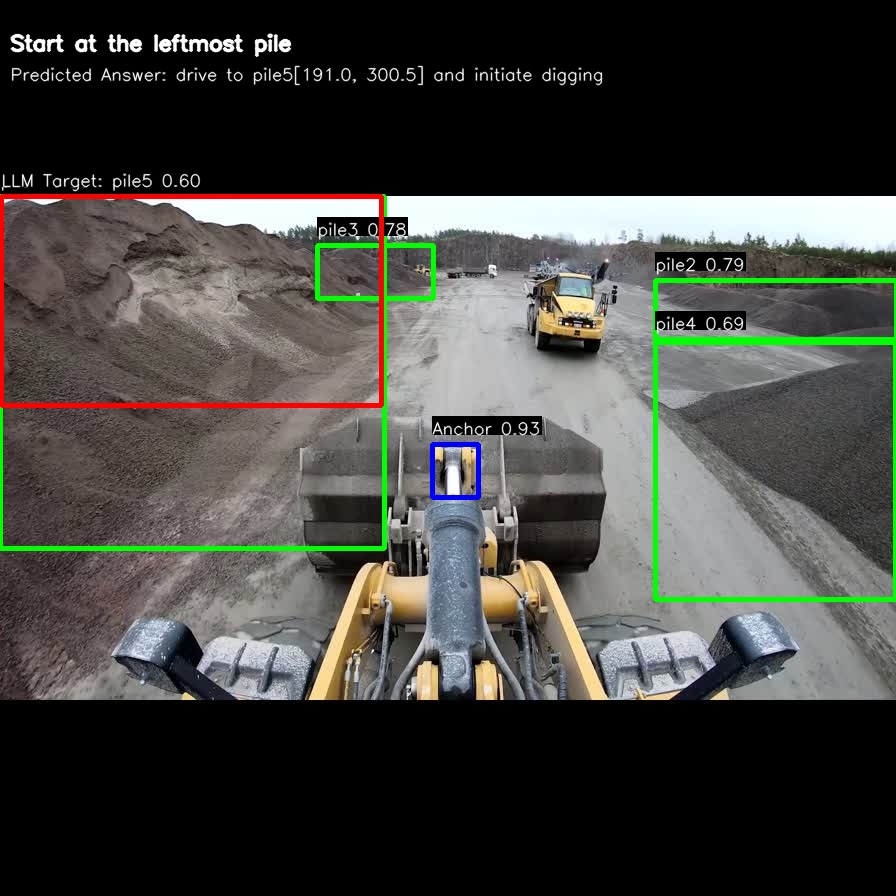 Start at the leftmost pile
Predicted Answer: drive to pile5[191.0, 300.5] and initiate digging
LLM Target: pile5 0.60
pile3 0.78
pile2 0.79
pile4 0.69
Anchor 0.93